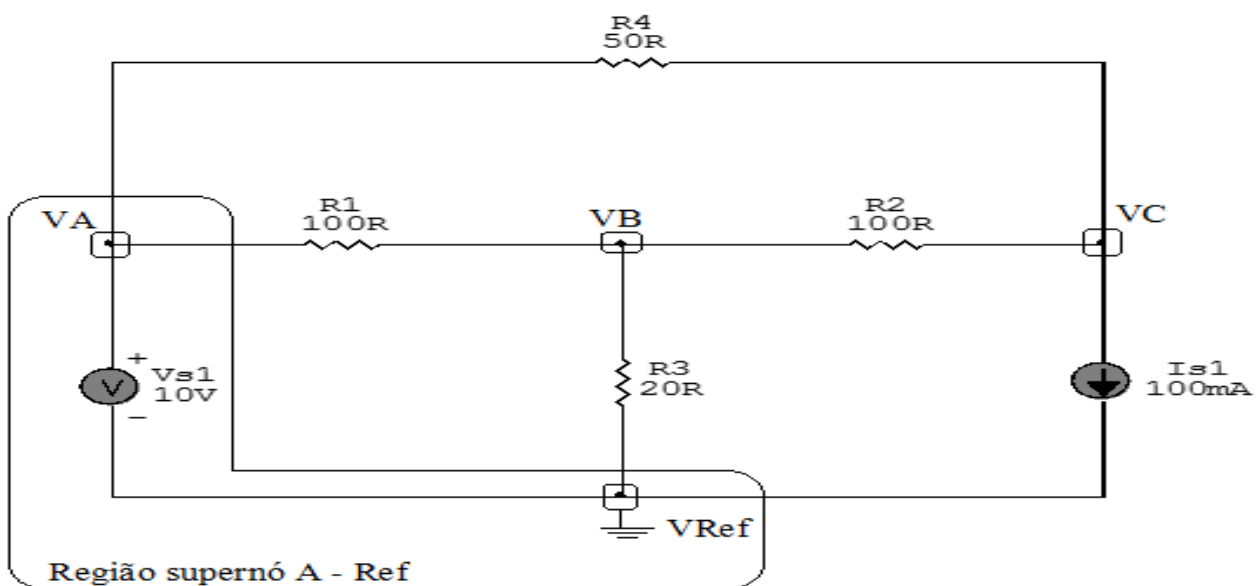 R4
50R
VA
R1
100R
VB
R2
100R
VC
+
V
Vs1
10V
−
R3
20R
Is1
100mA
VRef
Região supernó A - Ref